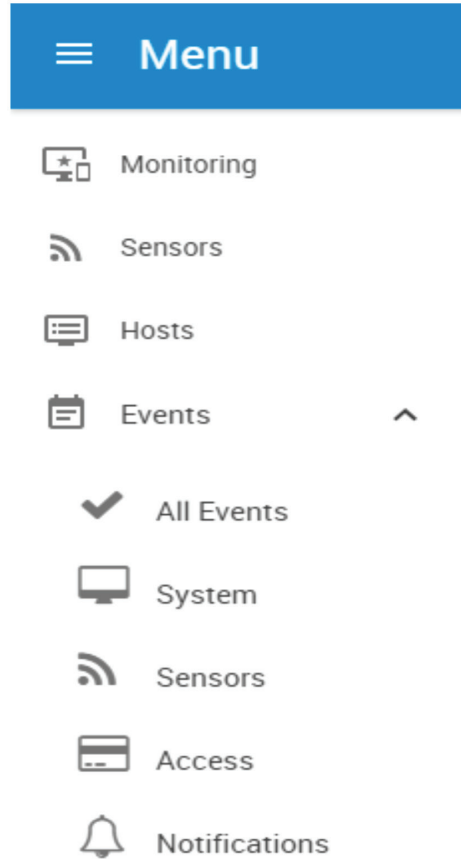 Menu
Monitoring
Sensors
Hosts
Events
All Events
System
Sensors
Access
Notifications